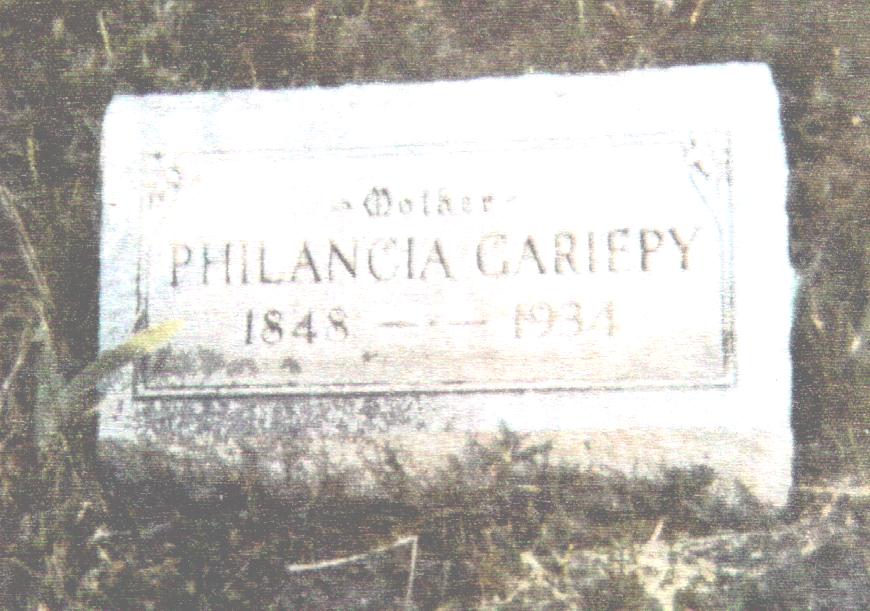 - Mother -
PHILANCIA GARIEPY
1848 — · — 1934